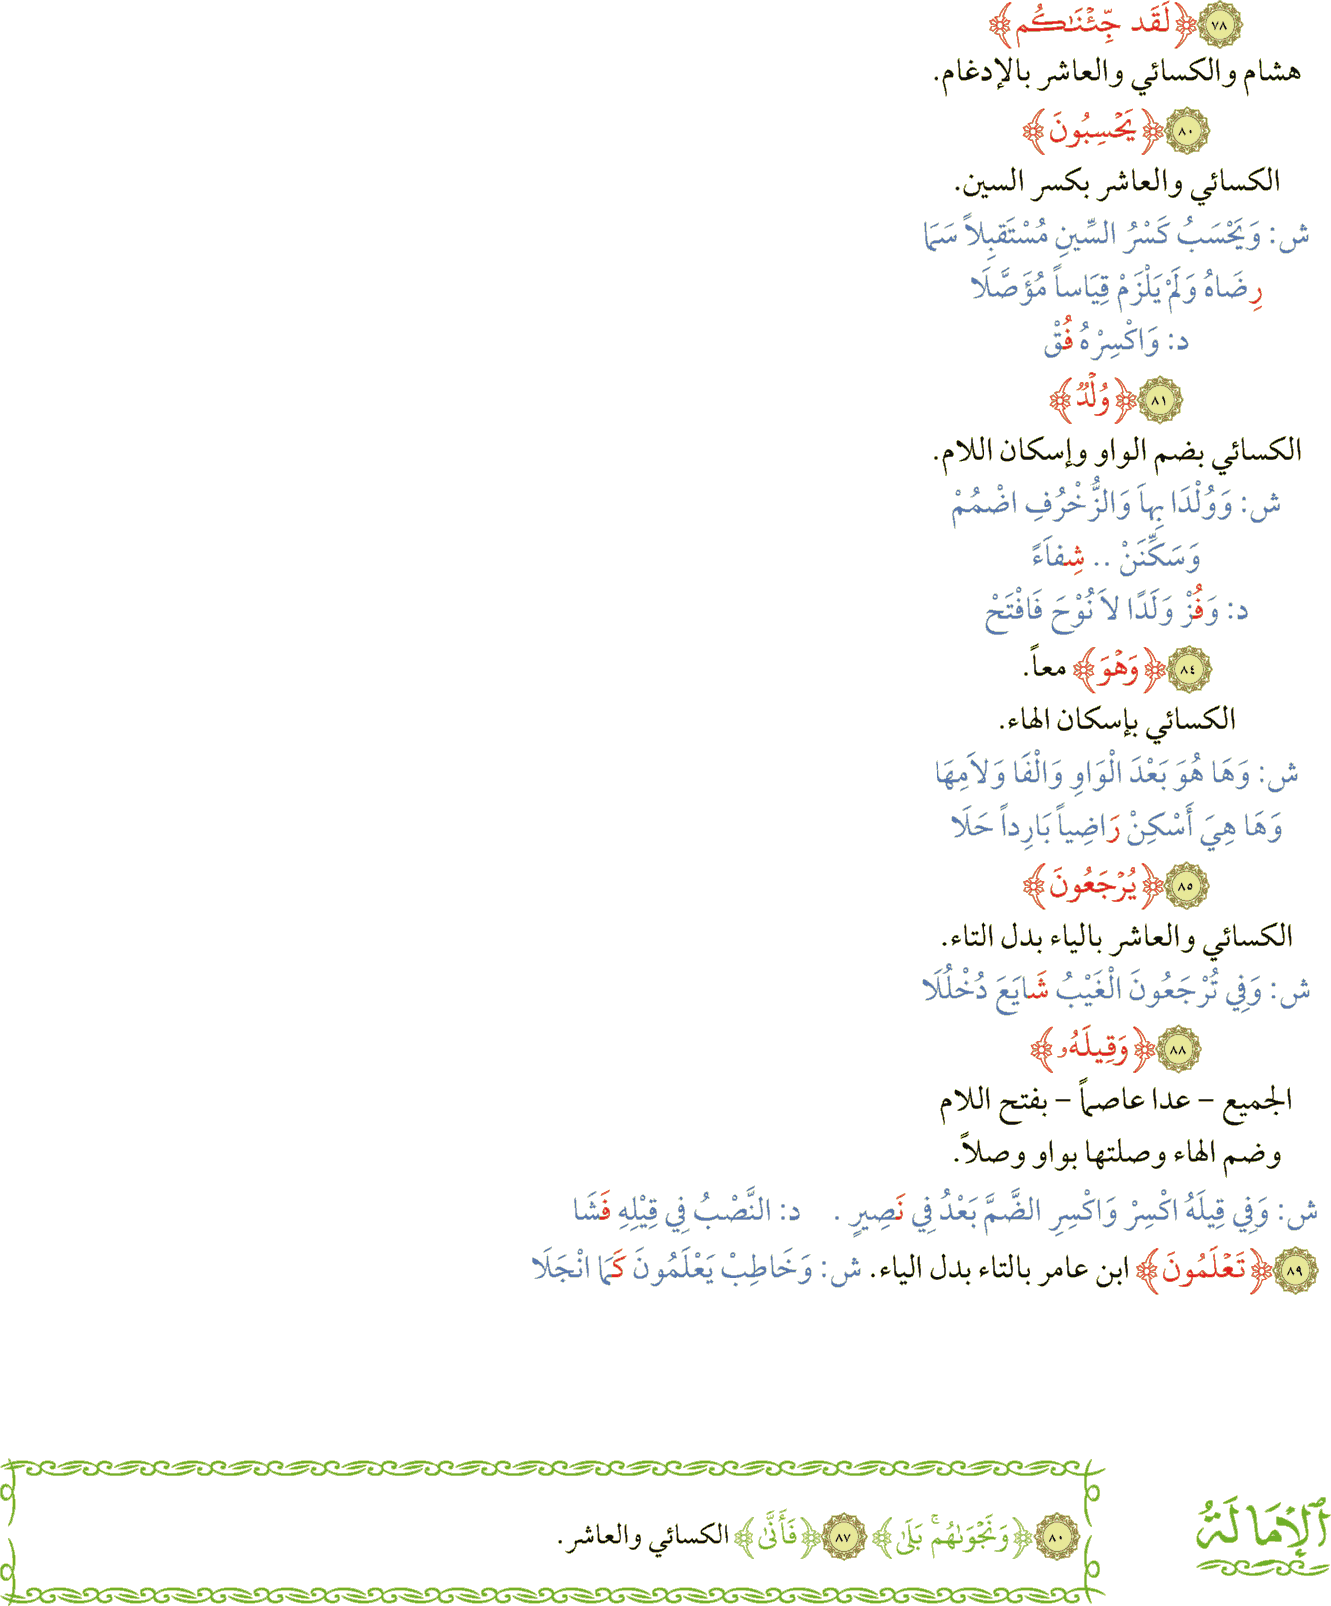 ٧٨ ﴿لَقَد جِّئْنَـٰكُم﴾
هشام والكسائي والعاشر بالإدغام.
٨٠ ﴿يَحْسِبُونَ﴾
الكسائي والعاشر بكسر السين.
ش: وَيَحْسَبُ كَسْرُ السِّينِ مُسْتَقبِلاً سَمَا
رِضَاهُ وَلَمْ يَلْزَمْ قِيَاساً مُؤَصَّلَا
د: وَاكْسِرْهُ فُقْ
٨١ ﴿وُلْدٌ﴾
الكسائي بضم الواو وإسكان اللام.
ش: وَوُلْدَا بِهاَ وَالزُّخْرُفِ اضْمُمْ
وَسَكِّنَنْ .. شِفاَءً
د: وَفُزْ وَلَدًا لاَ نُوْحَ فَافْتَحْ
٨٤ ﴿وَهْوَ﴾ معاً.
الكسائي بإسكان الهاء.
ش: وَهَا هُوَ بَعْدَ الْوَاوِ وَالْفَا وَلاَمِهَا
وَهَا هِيَ أَسْكِنْ رَاضِياً بَارِداً حَلَا
٨٥ ﴿يُرْجَعُونَ﴾
الكسائي والعاشر بالياء بدل التاء.
ش: وَفِي تُرْجَعُونَ الْغَيْبُ شَايَعَ دُخْلُلَا
٨٨ ﴿وَقِيلَهُۥ﴾
الجميع – عدا عاصماً – بفتح اللام
وضم الهاء وصلتها بواو وصلاً.
ش: وَفِي قِيلَهُ اكْسِرْ وَاكْسِرِ الضَّمَّ بَعْدُ فِي نَصِيرٍ . د: النَّصْبُ فِي قِيْلِهِ فَشَا
٨٩ ﴿تَعْلَمُونَ﴾ ابن عامر بالتاء بدل الياء. ش: وَخَاطِبْ يَعْلَمُونَ كَمَا انْجَلَا
ٱلْإِمَالَةُ
٨٠ ﴿وَنَجْوَىٰهُمۚ بَلَىٰ﴾ ٨٧ ﴿فَأَنَّىٰ﴾ الكسائي والعاشر.